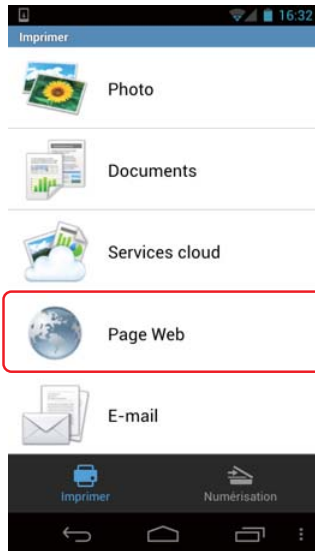 16:32
Imprimer
Photo
Documents
Services cloud
Page Web
E-mail
Imprimer
Numérisation